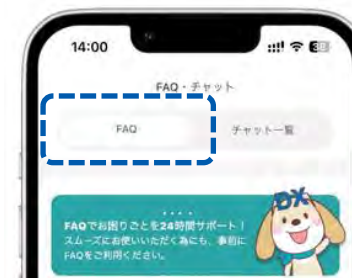 14:00
FAQ・チャット
FAQ
チャット一覧
DX
FAQでお困りごとを24時間サポート！
スムーズにお使いいただく為にも、事前に
FAQをご利用ください。